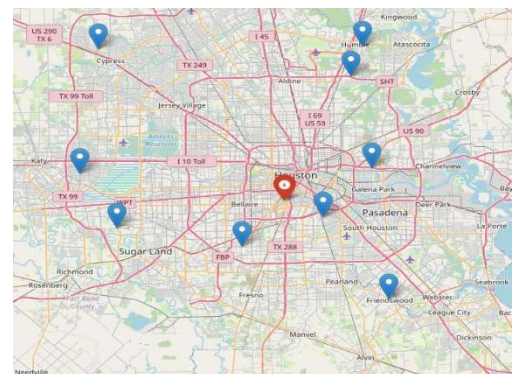 Kingwood
US 290
TX 6
I 45
Humble
Atascocita
Cypress
TX 249
Aldine
SHT
TX 99 Toll
Crosby
Jersey Village
I 69
US 59
US 90
Addicks
Reservoir
Katy
I 10 Toll
Houston
Channelview
TX 99
WPT
Bellaire
Galena Park
Deer Park
Pasadena
La Porte
South Houston
Sugar Land
TX 288
FBP
Richmond
Rosenberg
Pearland
Seabrook
Fort Bend
County
Fresno
Friendswood
Webster
League City
Manvel
Dickinson
Alvin
Needville